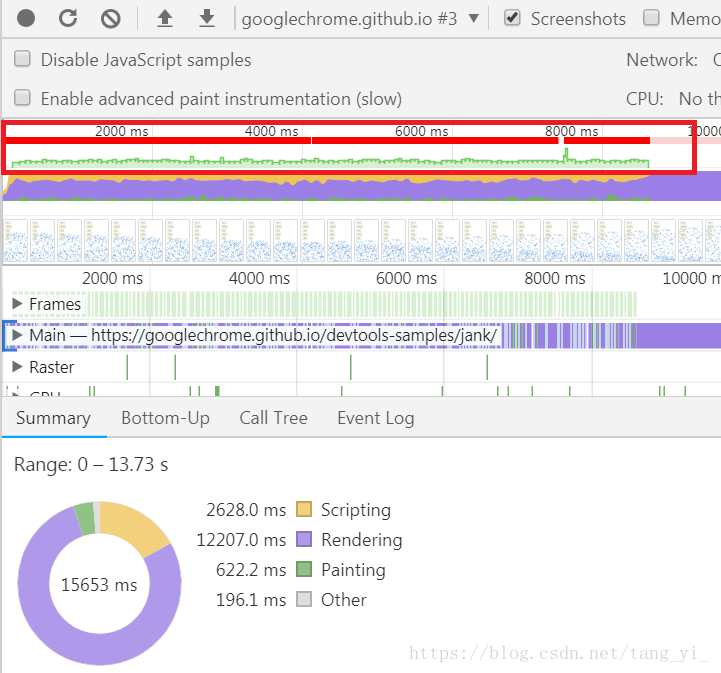 googlechrome.github.io #3 ▼ Screenshots Memo
Disable JavaScript samples Network:
Enable advanced paint instrumentation (slow) CPU: No th
2000 ms 4000 ms 6000 ms 8000 ms 10000
2000 ms 4000 ms 6000 ms 8000 ms 10000 m
Frames
Main — https://googlechrome.github.io/devtools-samples/jank/
Raster
GPU
Summary Bottom-Up Call Tree Event Log
Range: 0 – 13.73 s
2628.0 ms Scripting
12207.0 ms Rendering
15653 ms
622.2 ms Painting
196.1 ms Other
https://blog.csdn.net/tang_yi_